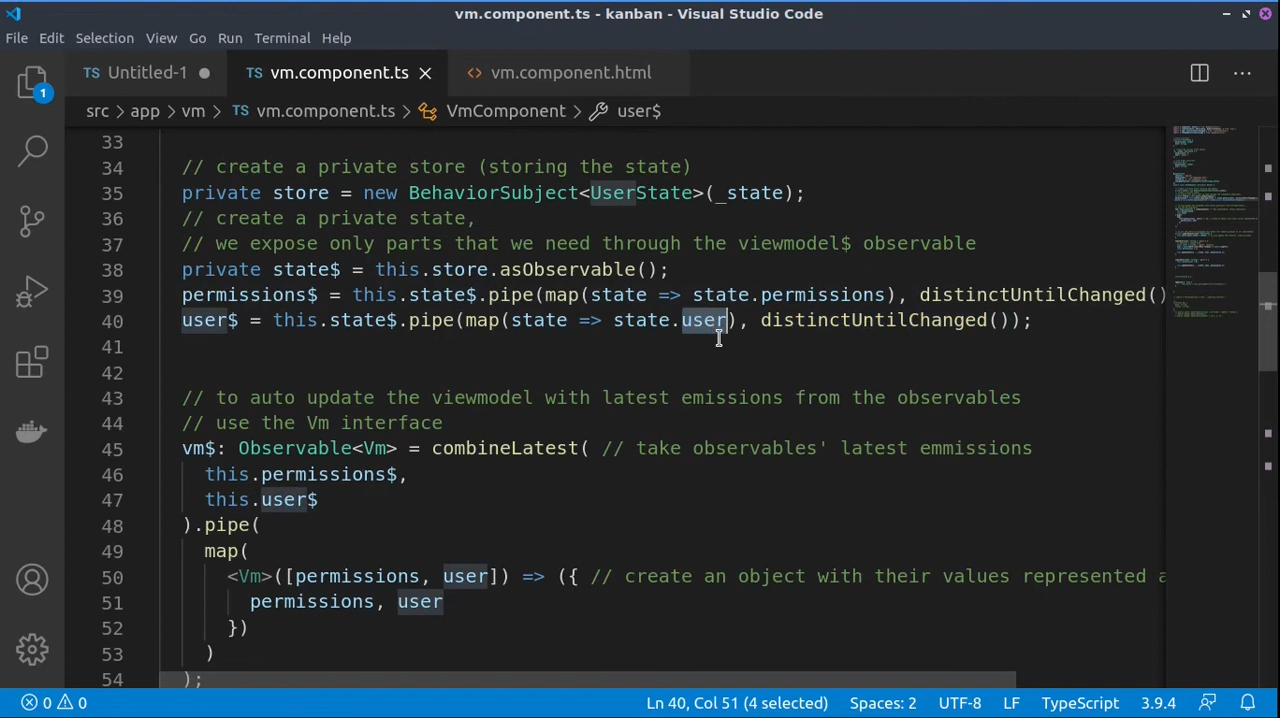 vm.component.ts - kanban - Visual Studio Code
File Edit Selection View Go Run Terminal Help
TS Untitled-1 TS vm.component.ts <> vm.component.html
src > app > vm > TS vm.component.ts > VmComponent > user$
1
33
34 // create a private store (storing the state)
35 private store = new BehaviorSubject<UserState>(_state);
36 // create a private state,
37 // we expose only parts that we need through the viewmodel$ observable
38 private state$ = this.store.asObservable();
39 permissions$ = this.state$.pipe(map(state => state.permissions), distinctUntilChanged()
40 user$ = this.state$.pipe(map(state => state.user), distinctUntilChanged());
41
42
43 // to auto update the viewmodel with latest emissions from the observables
44 // use the Vm interface
45 vm$: Observable<Vm> = combineLatest( // take observables' latest emmissions
46 this.permissions$,
47 this.user$
48 ).pipe(
49 map(
50 <Vm>([permissions, user]) => ({ // create an object with their values represented a
51 permissions, user
52 })
53 )
54 );
0 0 Ln 40, Col 51 (4 selected) Spaces: 2 UTF-8 LF TypeScript 3.9.4